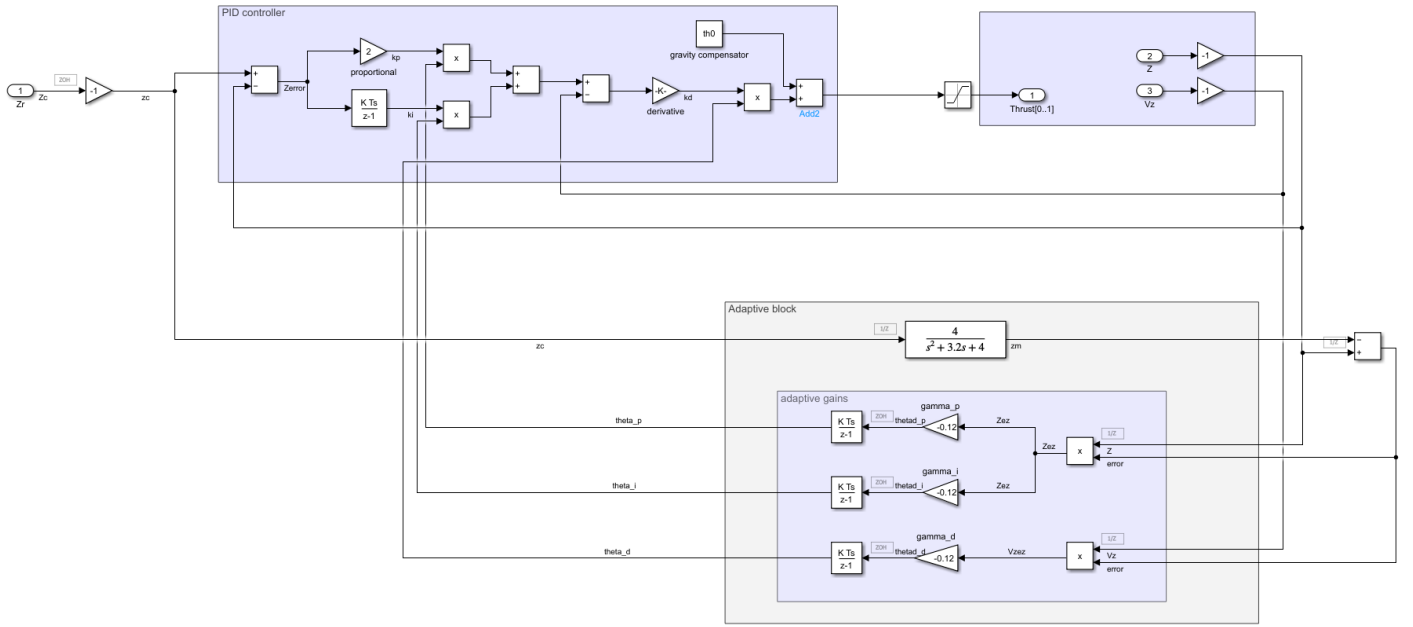 PID controller
th0
gravity compensator
2
kp
proportional
x
+
+
+
−
Zerror
K Ts
z-1
ki
x
+
−
-K-
kd
derivative
x
+
+
Add2
1
Zr
ZOH
Zc
-1
zc
1
Thrust[0..1]
2
Z
-1
3
Vz
-1
Adaptive block
zc
1/Z
4
s² + 3.2s + 4
zm
1/Z
−
+
adaptive gains
theta_p
K Ts
z-1
ZOH
thetad_p
gamma_p
-0.12
Zez
Zez
x
1/Z
Z
error
theta_i
K Ts
z-1
ZOH
thetad_i
gamma_i
-0.12
Zez
theta_d
K Ts
z-1
ZOH
thetad_d
gamma_d
-0.12
Vzez
x
1/Z
Vz
error